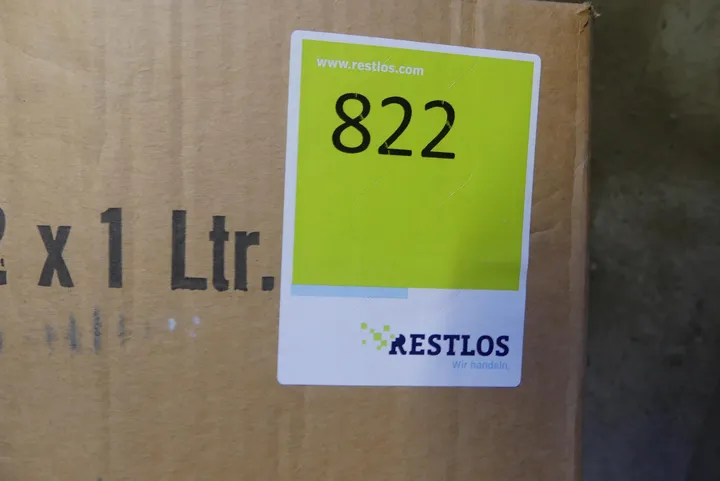 www.restlos.com
822
x 1 Ltr.
RESTLOS
Wir handeln.